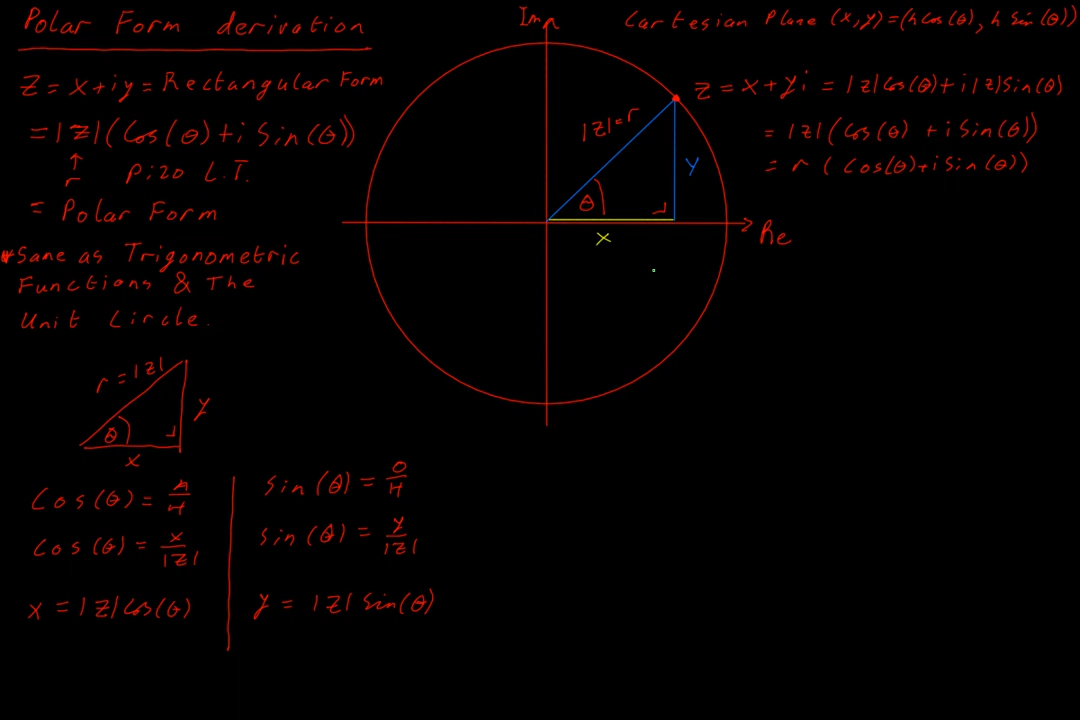 Polar Form derivation
Z = x + iy = Rectangular Form
= |Z|(Cos(θ) + i Sin(θ))
↑
r
= Polar Form
*Same as Trigonometric
Functions & The
Unit Circle.
r = |Z|
y
θ
x
Cos(θ) = A/H
Cos(θ) = x/|Z|
x = |Z|Cos(θ)
Sin(θ) = O/H
Sin(θ) = y/|Z|
y = |Z| Sin(θ)
|Z| = r
θ
y
x
Re
Cartesian Plane (x, y) = (h Cos(θ), h Sin(θ))
Z = x + yi = |Z|Cos(θ) + i|Z|Sin(θ)
= |Z|(Cos(θ) + i Sin(θ))
= r (Cos(θ) + i Sin(θ))